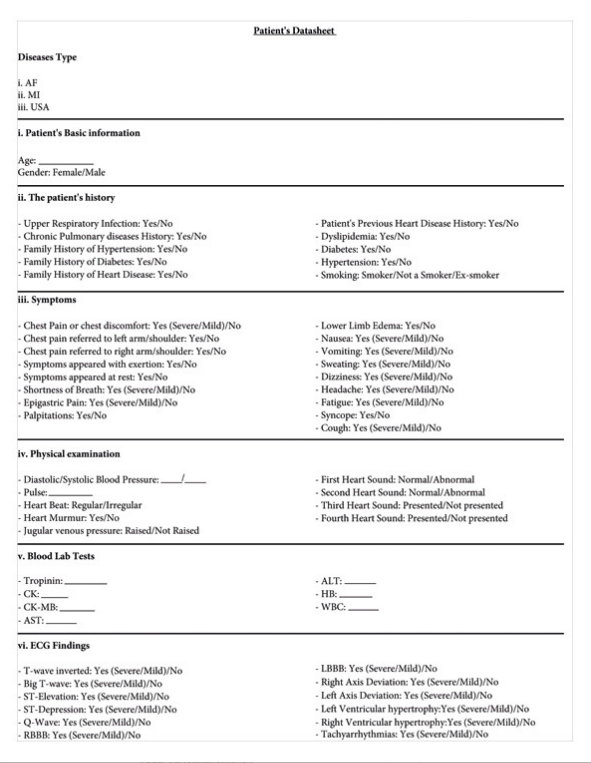 Patient's Datasheet
Diseases Type
i. AF
ii. MI
iii. USA
i. Patient's Basic information
Age: __________
Gender: Female/Male
ii. The patient's history
- Upper Respiratory Infection: Yes/No
- Chronic Pulmonary diseases History: Yes/No
- Family History of Hypertension: Yes/No
- Family History of Diabetes: Yes/No
- Family History of Heart Disease: Yes/No
- Patient's Previous Heart Disease History: Yes/No
- Dyslipidemia: Yes/No
- Diabetes: Yes/No
- Hypertension: Yes/No
- Smoking: Smoker/Not a Smoker/Ex-smoker
iii. Symptoms
- Chest Pain or chest discomfort: Yes (Severe/Mild)/No
- Chest pain referred to left arm/shoulder: Yes/No
- Chest pain referred to right arm/shoulder: Yes/No
- Symptoms appeared with exertion: Yes/No
- Symptoms appeared at rest: Yes/No
- Shortness of Breath: Yes (Severe/Mild)/No
- Epigastric Pain: Yes (Severe/Mild)/No
- Palpitations: Yes/No
- Lower Limb Edema: Yes/No
- Nausea: Yes (Severe/Mild)/No
- Vomiting: Yes (Severe/Mild)/No
- Sweating: Yes (Severe/Mild)/No
- Dizziness: Yes (Severe/Mild)/No
- Headache: Yes (Severe/Mild)/No
- Fatigue: Yes (Severe/Mild)/No
- Syncope: Yes/No
- Cough: Yes (Severe/Mild)/No
iv. Physical examination
- Diastolic/Systolic Blood Pressure: ____/____
- Pulse:________
- Heart Beat: Regular/Irregular
- Heart Murmur: Yes/No
- Jugular venous pressure: Raised/Not Raised
- First Heart Sound: Normal/Abnormal
- Second Heart Sound: Normal/Abnormal
- Third Heart Sound: Presented/Not presented
- Fourth Heart Sound: Presented/Not presented
v. Blood Lab Tests
- Tropinin:________
- CK:_____
- CK-MB:_______
- AST:______
- ALT:______
- HB:______
- WBC:______
vi. ECG Findings
- T-wave inverted: Yes (Severe/Mild)/No
- Big T-wave: Yes (Severe/Mild)/No
- ST-Elevation: Yes (Severe/Mild)/No
- ST-Depression: Yes (Severe/Mild)/No
- Q-Wave: Yes (Severe/Mild)/No
- RBBB: Yes (Severe/Mild)/No
- LBBB: Yes (Severe/Mild)/No
- Right Axis Deviation: Yes (Severe/Mild)/No
- Left Axis Deviation: Yes (Severe/Mild)/No
- Left Ventricular hypertrophy:Yes (Severe/Mild)/No
- Right Ventricular hypertrophy:Yes (Severe/Mild)/No
- Tachyarrhythmias: Yes (Severe/Mild)/No